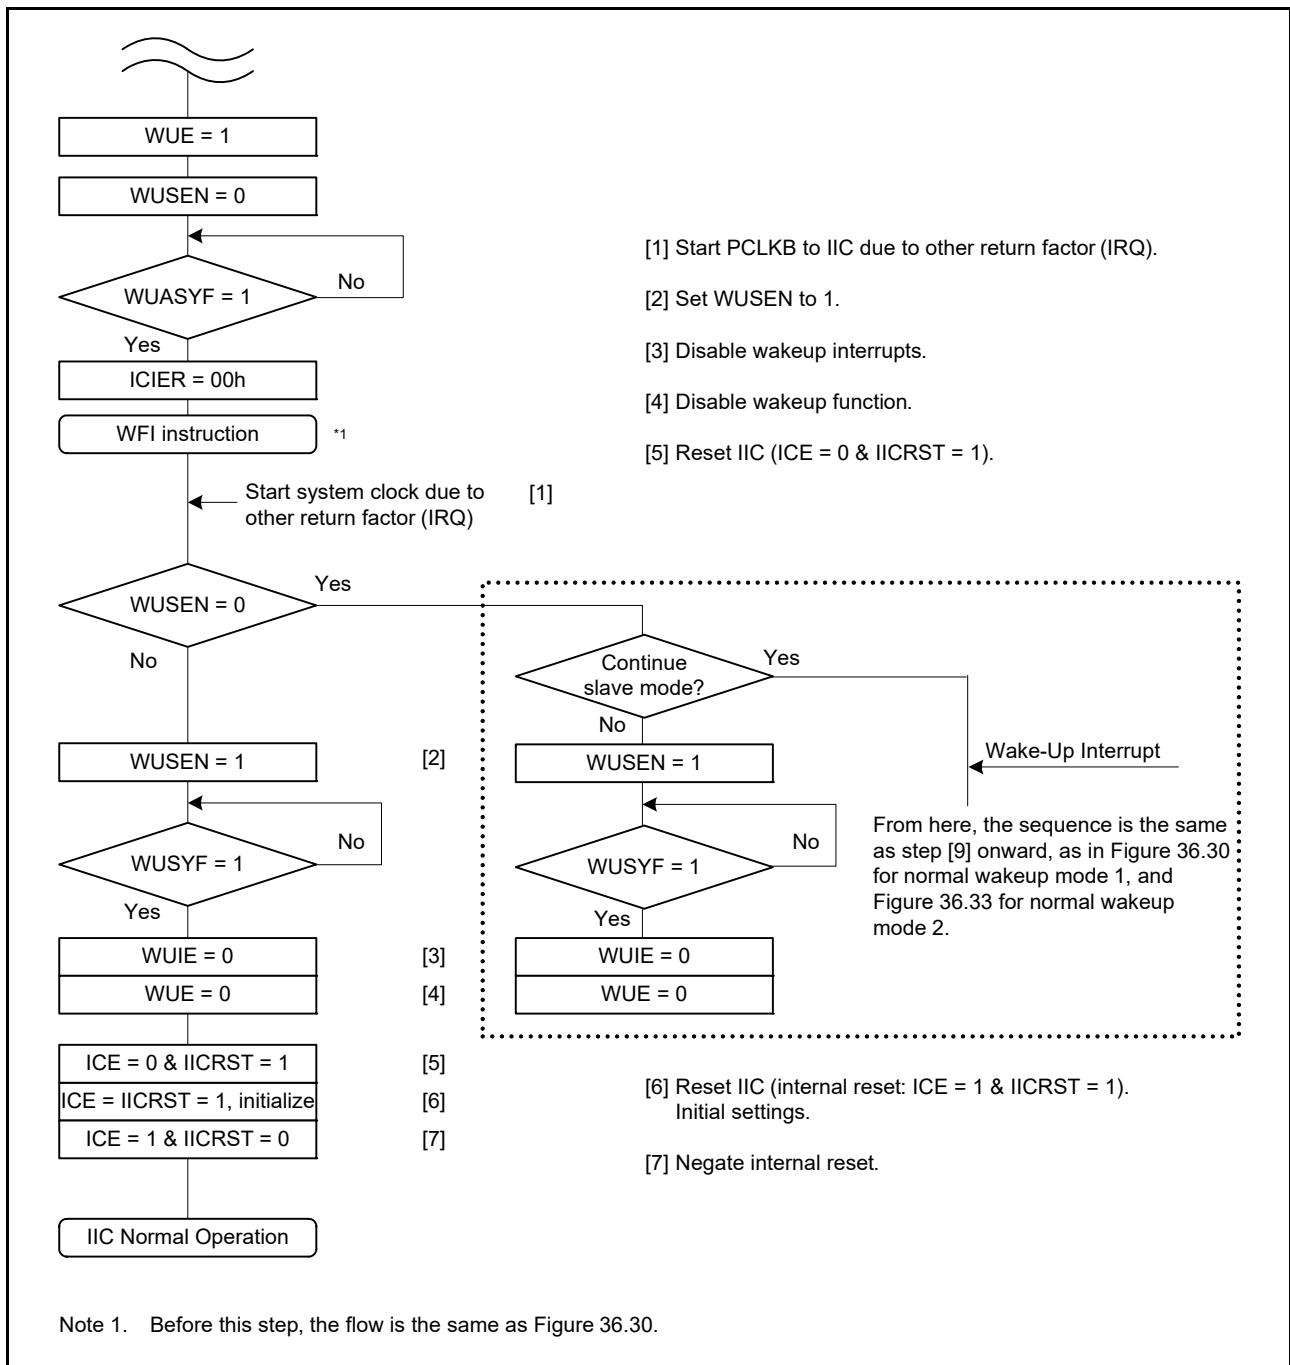 WUE = 1
WUSEN = 0
WUASYF = 1
No
Yes
ICIER = 00h
WFI instruction
*1
[1] Start PCLKB to IIC due to other return factor (IRQ).
[2] Set WUSEN to 1.
[3] Disable wakeup interrupts.
[4] Disable wakeup function.
[5] Reset IIC (ICE = 0 & IICRST = 1).
Start system clock due to
other return factor (IRQ)
[1]
WUSEN = 0
Yes
No
Continue
slave mode?
Yes
No
WUSEN = 1
[2]
WUSEN = 1
Wake-Up Interrupt
WUSYF = 1
No
Yes
WUSYF = 1
No
Yes
From here, the sequence is the same
as step [9] onward, as in Figure 36.30
for normal wakeup mode 1, and
Figure 36.33 for normal wakeup
mode 2.
WUIE = 0
[3]
WUE = 0
[4]
WUIE = 0
WUE = 0
ICE = 0 & IICRST = 1
[5]
ICE = IICRST = 1, initialize
[6]
ICE = 1 & IICRST = 0
[7]
[6] Reset IIC (internal reset: ICE = 1 & IICRST = 1).
Initial settings.
[7] Negate internal reset.
IIC Normal Operation
Note 1. Before this step, the flow is the same as Figure 36.30.